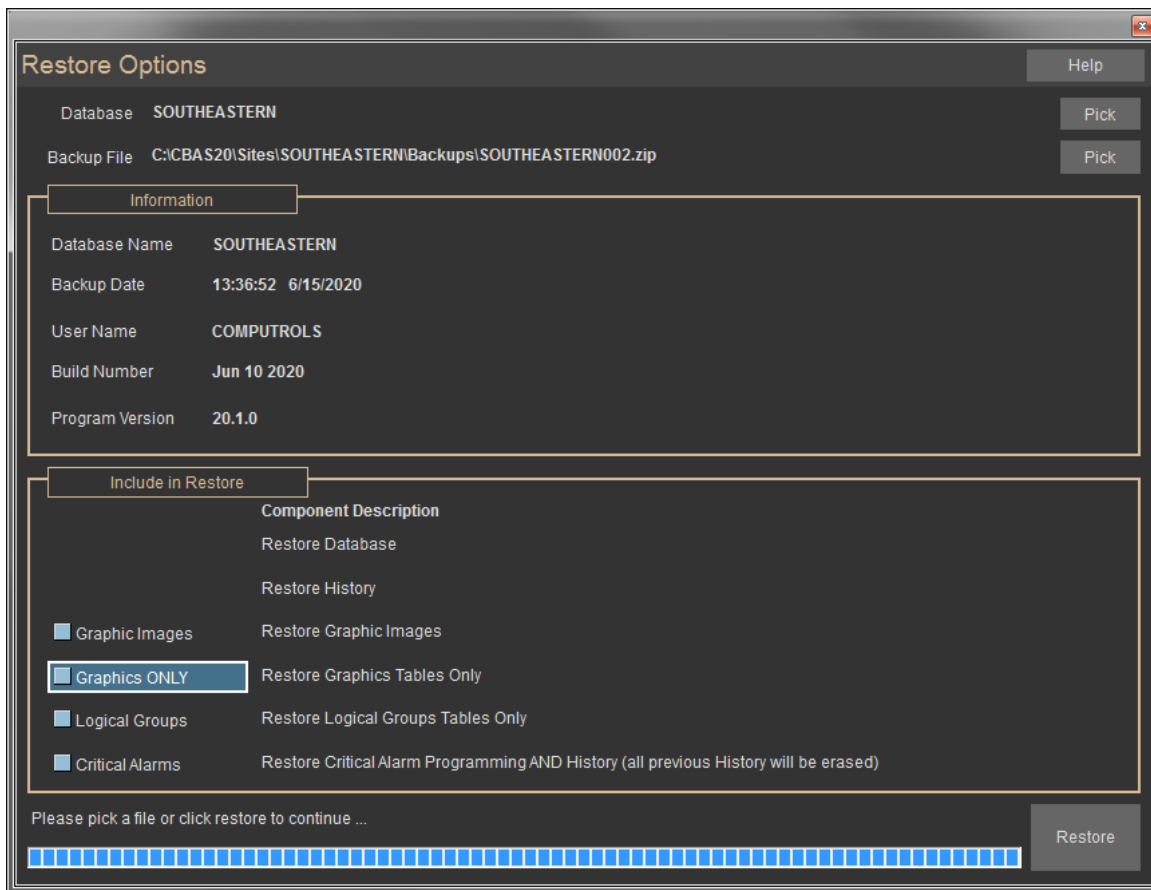 Restore Options
Help
Database SOUTHEASTERN
Pick
Backup File C:\CBAS20\Sites\SOUTHEASTERN\Backups\SOUTHEASTERN002.zip
Pick
Information
Database Name SOUTHEASTERN
Backup Date 13:36:52 6/15/2020
User Name COMPUTROLS
Build Number Jun 10 2020
Program Version 20.1.0
Include in Restore
Component Description
Restore Database
Restore History
Graphic Images Restore Graphic Images
Graphics ONLY Restore Graphics Tables Only
Logical Groups Restore Logical Groups Tables Only
Critical Alarms Restore Critical Alarm Programming AND History (all previous History will be erased)
Please pick a file or click restore to continue ...
Restore